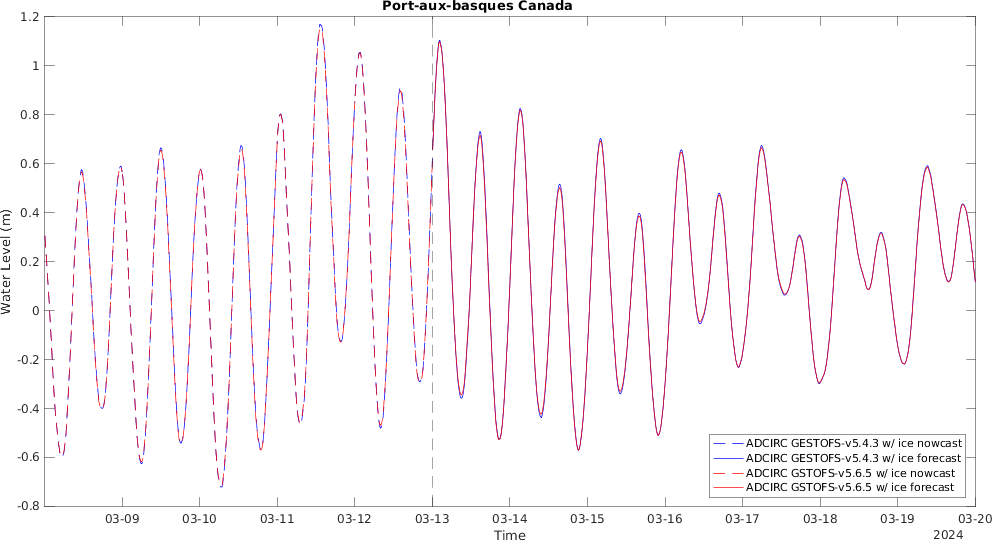 Port-aux-basques Canada
1.2
1
0.8
0.6
0.4
0.2
0
-0.2
-0.4
-0.6
-0.8
Water Level (m)
ADCIRC GESTOFS-v5.4.3 w/ ice nowcast
ADCIRC GESTOFS-v5.4.3 w/ ice forecast
ADCIRC GSTOFS-v5.6.5 w/ ice nowcast
ADCIRC GSTOFS-v5.6.5 w/ ice forecast
03-09 03-10 03-11 03-12 03-13 03-14 03-15 03-16 03-17 03-18 03-19 03-20
Time
2024